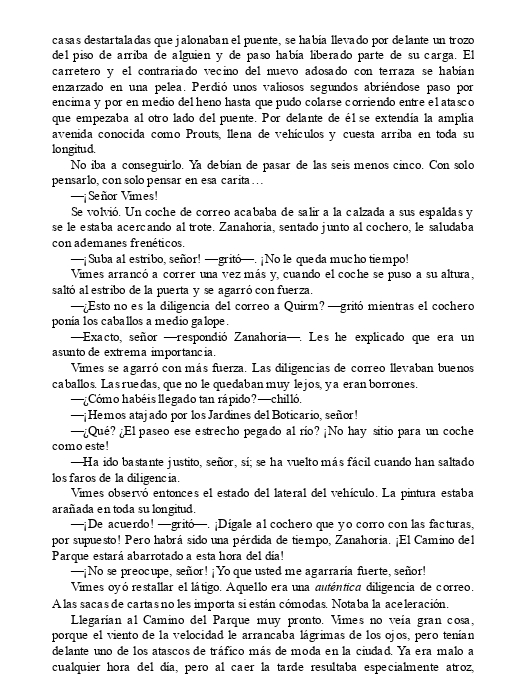 casas destartaladas que jalonaban el puente, se había llevado por delante un trozo
del piso de arriba de alguien y de paso había liberado parte de su carga. El
carretero y el contrariado vecino del nuevo adosado con terraza se habían
enzarzado en una pelea. Perdió unos valiosos segundos abriéndose paso por
encima y por en medio del heno hasta que pudo colarse corriendo entre el atasco
que empezaba al otro lado del puente. Por delante de él se extendía la amplia
avenida conocida como Prouts, llena de vehículos y cuesta arriba en toda su
longitud.
No iba a conseguirlo. Ya debían de pasar de las seis menos cinco. Con solo
pensarlo, con solo pensar en esa carita…
—¡Señor Vimes!
Se volvió. Un coche de correo acababa de salir a la calzada a sus espaldas y
se le estaba acercando al trote. Zanahoria, sentado junto al cochero, le saludaba
con ademanes frenéticos.
—¡Suba al estribo, señor! —gritó—. ¡No le queda mucho tiempo!
Vimes arrancó a correr una vez más y, cuando el coche se puso a su altura,
saltó al estribo de la puerta y se agarró con fuerza.
—¿Esto no es la diligencia del correo a Quirm? —gritó mientras el cochero
ponía los caballos a medio galope.
—Exacto, señor —respondió Zanahoria—. Les he explicado que era un
asunto de extrema importancia.
Vimes se agarró con más fuerza. Las diligencias de correo llevaban buenos
caballos. Las ruedas, que no le quedaban muy lejos, ya eran borrones.
—¿Cómo habéis llegado tan rápido? —chilló.
—¡Hemos atajado por los Jardines del Boticario, señor!
—¿Qué? ¿El paseo ese estrecho pegado al río? ¡No hay sitio para un coche
como este!
—Ha ido bastante justito, señor, sí; se ha vuelto más fácil cuando han saltado
los faros de la diligencia.
Vimes observó entonces el estado del lateral del vehículo. La pintura estaba
arañada en toda su longitud.
—¡De acuerdo! —gritó—. ¡Dígale al cochero que yo corro con las facturas,
por supuesto! Pero habrá sido una pérdida de tiempo, Zanahoria. ¡El Camino del
Parque estará abarrotado a esta hora del día!
—¡No se preocupe, señor! ¡Yo que usted me agarraría fuerte, señor!
Vimes oyó restallar el látigo. Aquello era una auténtica diligencia de correo.
A las sacas de cartas no les importa si están cómodas. Notaba la aceleración.
Llegarían al Camino del Parque muy pronto. Vimes no veía gran cosa,
porque el viento de la velocidad le arrancaba lágrimas de los ojos, pero tenían
delante uno de los atascos de tráfico más de moda en la ciudad. Ya era malo a
cualquier hora del día, pero al caer la tarde resultaba especialmente atroz,